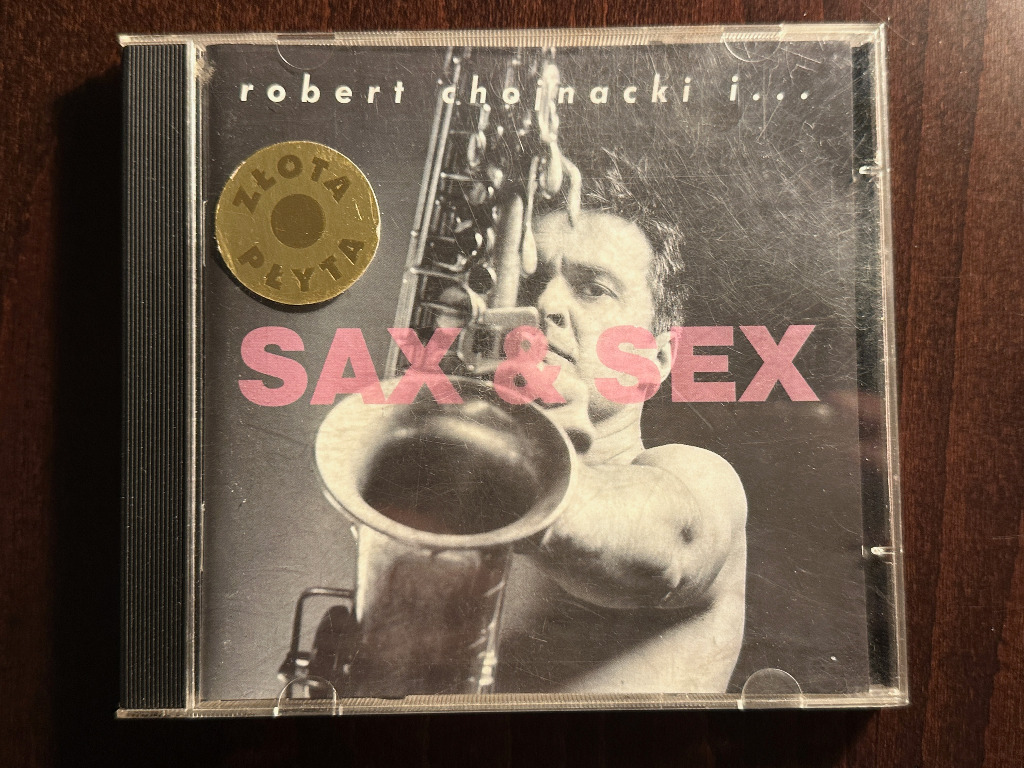 robert chojnacki i...
ZŁOTA
PŁYTA
SAX & SEX